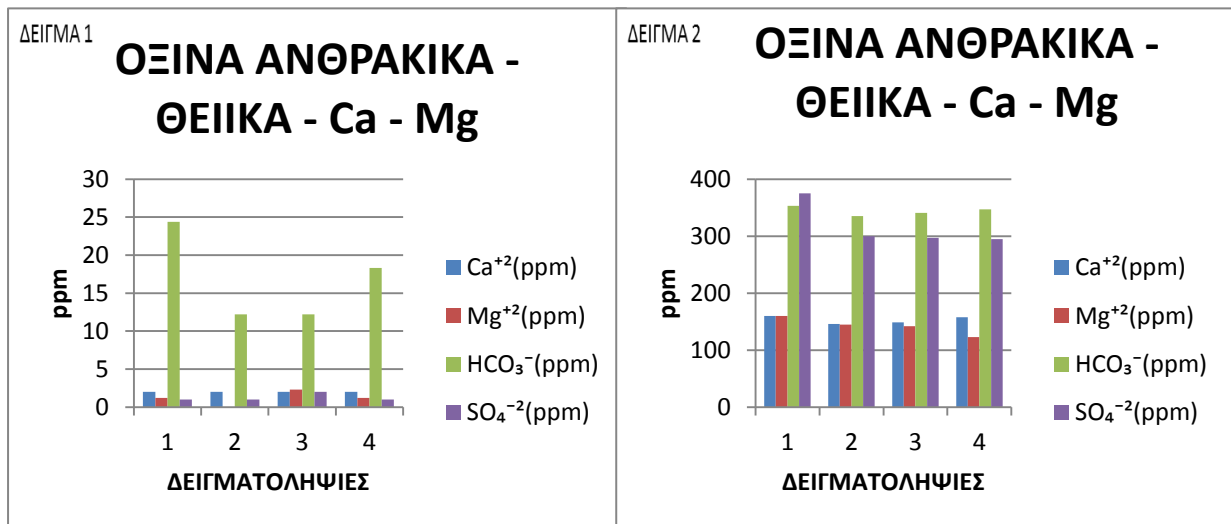 ΔΕΙΓΜΑ 1
ΟΞΙΝΑ ΑΝΘΡΑΚΙΚΑ -
ΘΕΙΙΚΑ - Ca - Mg
30
25
20
15
10
5
0
ppm
1 2 3 4
ΔΕΙΓΜΑΤΟΛΗΨΙΕΣ
Ca⁺²(ppm)
Mg⁺²(ppm)
HCO₃⁻(ppm)
SO₄⁻²(ppm)
ΔΕΙΓΜΑ 2
ΟΞΙΝΑ ΑΝΘΡΑΚΙΚΑ -
ΘΕΙΙΚΑ - Ca - Mg
400
300
200
100
0
ppm
1 2 3 4
ΔΕΙΓΜΑΤΟΛΗΨΙΕΣ
Ca⁺²(ppm)
Mg⁺²(ppm)
HCO₃⁻(ppm)
SO₄⁻²(ppm)